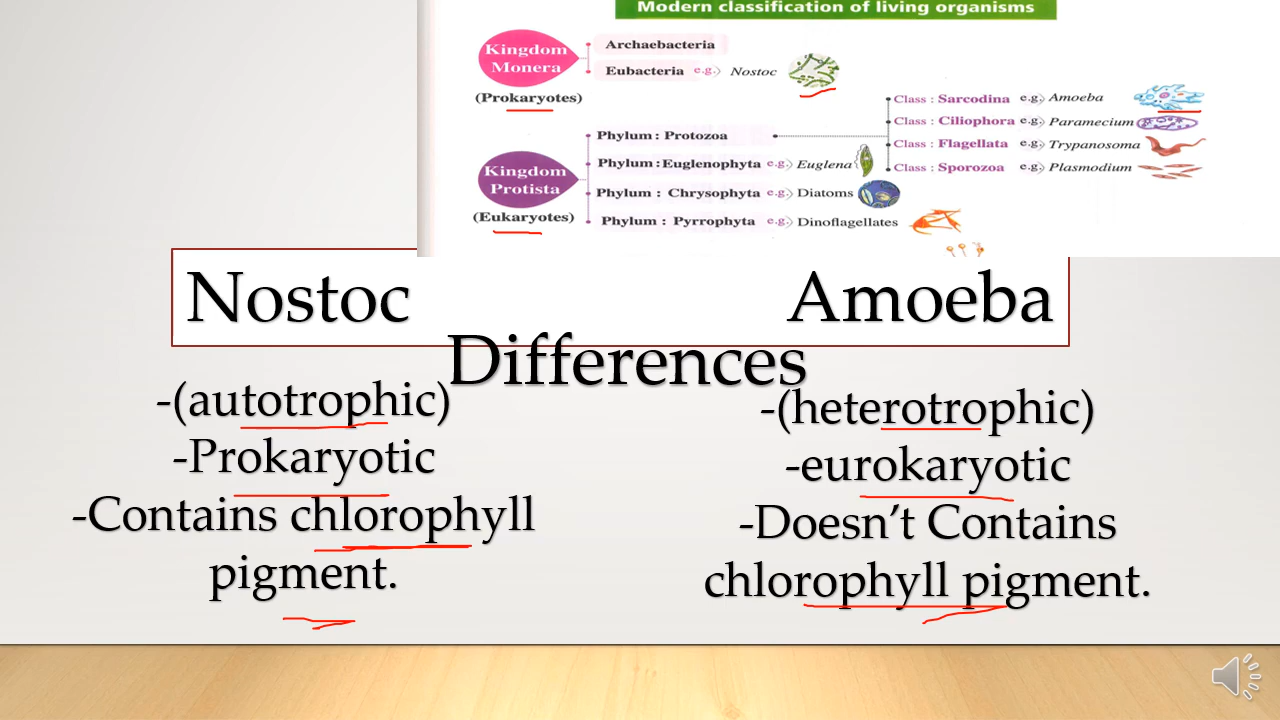 Modern classification of living organisms
Kingdom
Monera
(Prokaryotes)
Archaebacteria
Eubacteria e.g. Nostoc
Kingdom
Protista
(Eukaryotes)
Phylum : Protozoa
Class : Sarcodina e.g. Amoeba
Class : Ciliophora e.g. Paramecium
Class : Flagellata e.g. Trypanosoma
Class : Sporozoa e.g. Plasmodium
Phylum : Euglenophyta e.g. Euglena
Phylum : Chrysophyta e.g. Diatoms
Phylum : Pyrrophyta e.g. Dinoflagellates
Nostoc Amoeba
Differences
-(autotrophic)
-Prokaryotic
-Contains chlorophyll
pigment.
-(heterotrophic)
-eurokaryotic
-Doesn’t Contains
chlorophyll pigment.